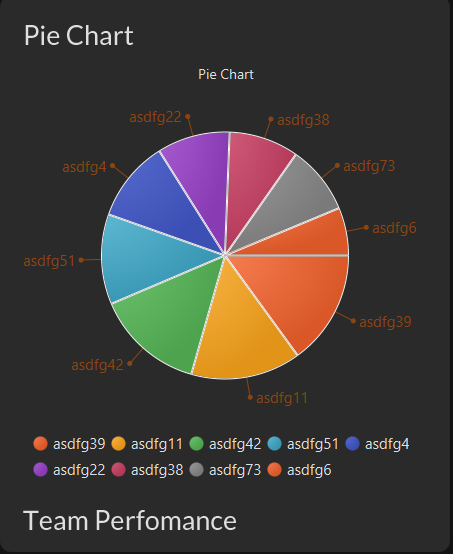 Pie Chart
Pie Chart
asdfg22
asdfg38
asdfg4
asdfg73
asdfg6
asdfg51
asdfg39
asdfg42
asdfg11
asdfg39 asdfg11 asdfg42 asdfg51 asdfg4
asdfg22 asdfg38 asdfg73 asdfg6
Team Perfomance